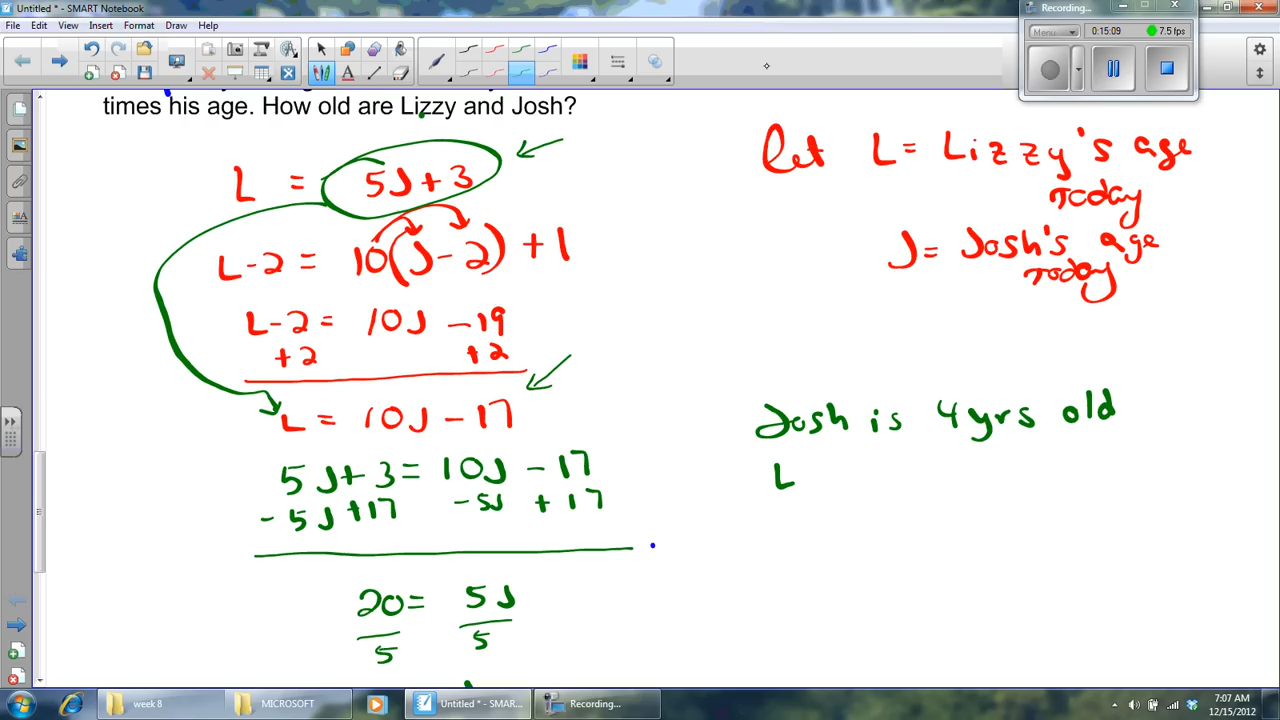 Untitled * - SMART Notebook
File Edit View Insert Format Draw Help
Recording...
Menu
0:15:09
7.5 fps
times his age. How old are Lizzy and Josh?
L = 5J + 3
L - 2 = 10(J - 2) + 1
L - 2 = 10J - 19
+2 +2
L = 10J - 17
5J + 3 = 10J - 17
- 5J + 17 - 5J + 17
20 = 5J
5 5
let L = Lizzy's age
today
J = Josh's age
today
Josh is 4 yrs old
L
week 8
MICROSOFT
Untitled * - SMAR...
Recording...
7:07 AM
12/15/2012